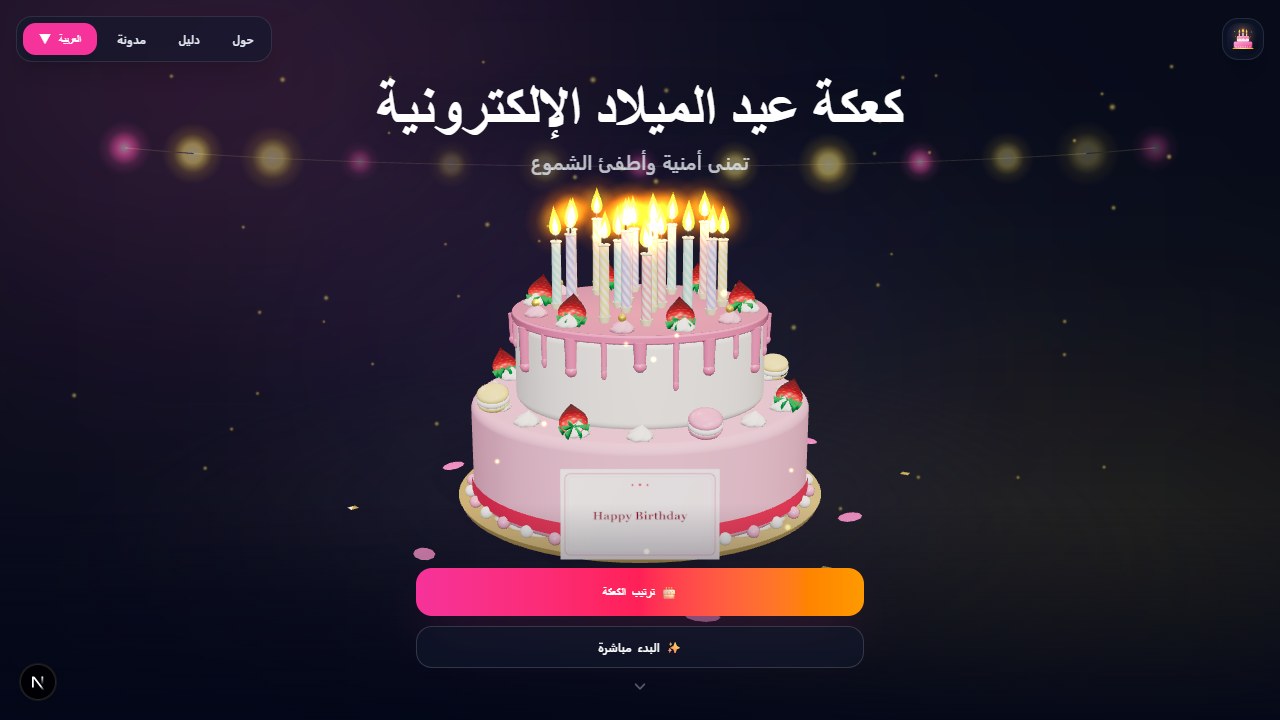 حول
دليل
مدونة
العربية ▼
كعكة عيد الميلاد الإلكترونية
تمنى أمنية وأطفئ الشموع
Happy Birthday
ترتيب الكعكة
البدء مباشرة
N